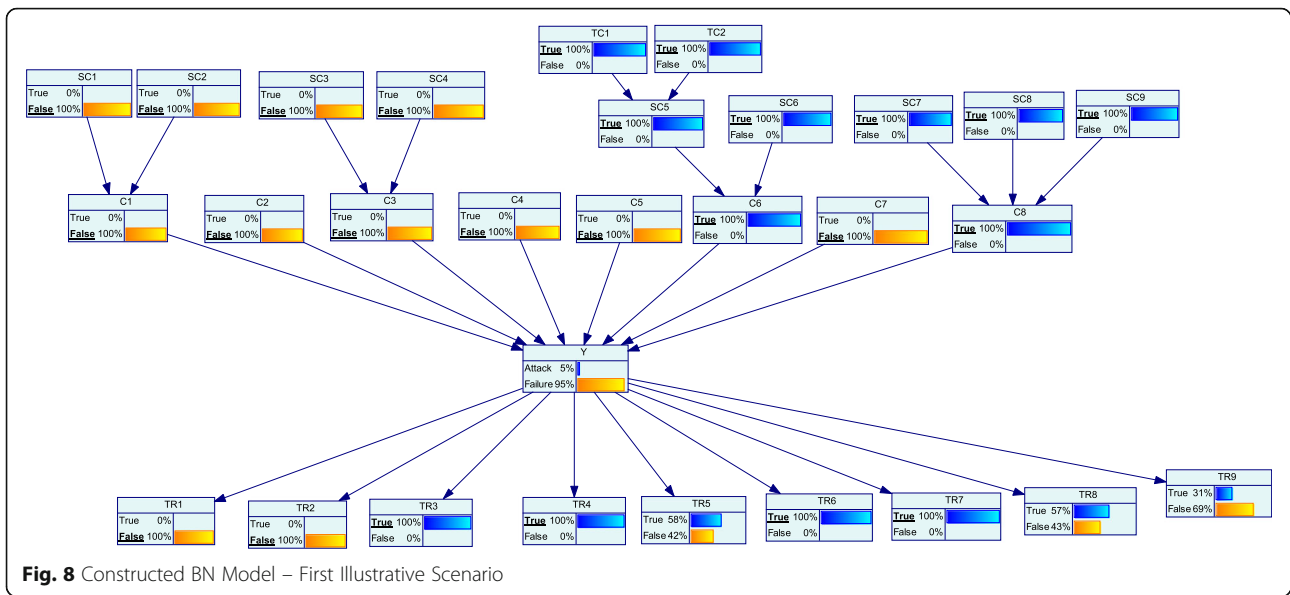 TC1
True 100%
False 0%
TC2
True 100%
False 0%
SC1
True 0%
False 100%
SC2
True 0%
False 100%
SC3
True 0%
False 100%
SC4
True 0%
False 100%
SC5
True 100%
False 0%
SC6
True 100%
False 0%
SC7
True 100%
False 0%
SC8
True 100%
False 0%
SC9
True 100%
False 0%
C1
True 0%
False 100%
C2
True 0%
False 100%
C3
True 0%
False 100%
C4
True 0%
False 100%
C5
True 0%
False 100%
C6
True 100%
False 0%
C7
True 0%
False 100%
C8
True 100%
False 0%
Y
Attack 5%
Failure 95%
TR1
True 0%
False 100%
TR2
True 0%
False 100%
TR3
True 100%
False 0%
TR4
True 100%
False 0%
TR5
True 58%
False 42%
TR6
True 100%
False 0%
TR7
True 100%
False 0%
TR8
True 57%
False 43%
TR9
True 31%
False 69%
Fig. 8 Constructed BN Model – First Illustrative Scenario